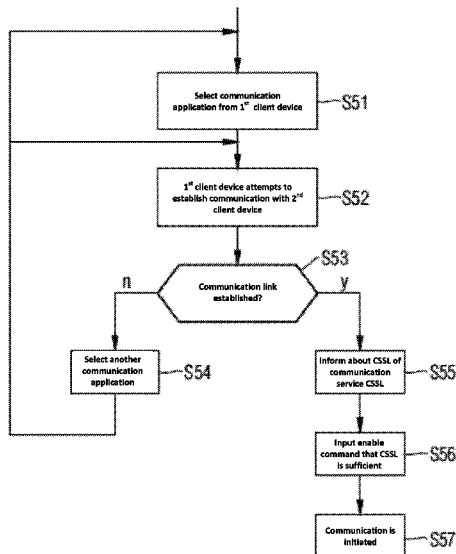 Select communication
application from 1st client device
S51
1st client device attempts to
establish communication with 2nd
client device
S52
S53
Communication link
established?
n
y
Select another
communication
application
S54
Inform about CSSL of
communication
service CSSL
S55
Input enable
command that CSSL
is sufficient
S56
Communication is
initiated
S57